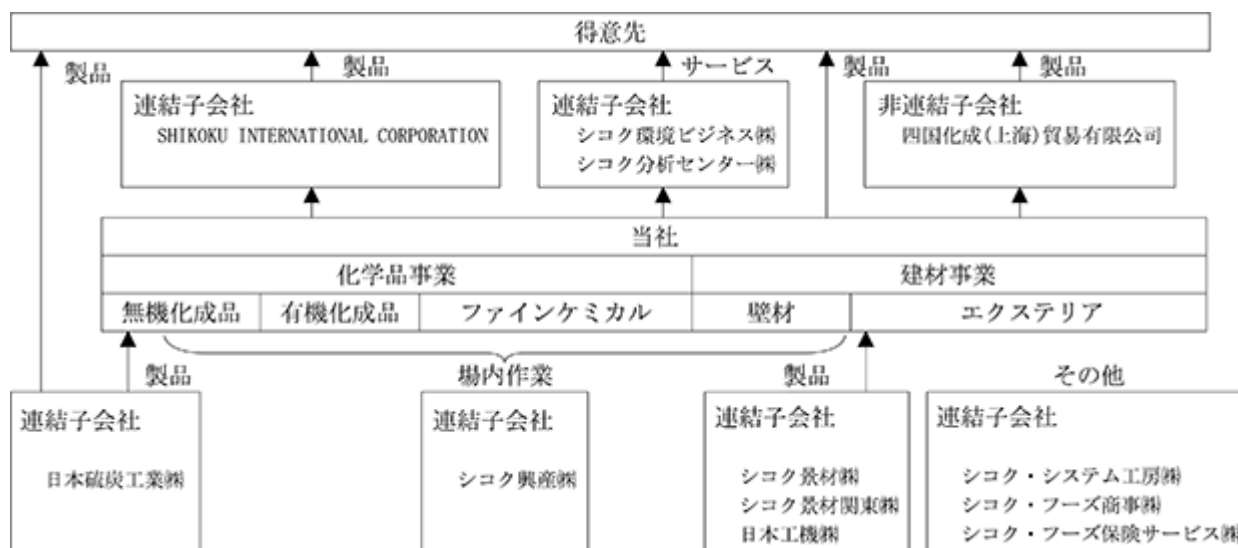 得意先
製品
製品
サービス
製品
製品
連結子会社
SHIKOKU INTERNATIONAL CORPORATION
連結子会社
シコク環境ビジネス㈱
シコク分析センター㈱
非連結子会社
四国化成(上海)貿易有限公司
当社
化学品事業
建材事業
無機化成品
有機化成品
ファインケミカル
壁材
エクステリア
製品
場内作業
製品
その他
連結子会社
日本硫炭工業㈱
連結子会社
シコク興産㈱
連結子会社
シコク景材㈱
シコク景材関東㈱
日本工機㈱
連結子会社
シコク・システム工房㈱
シコク・フーズ商事㈱
シコク・フーズ保険サービス㈱